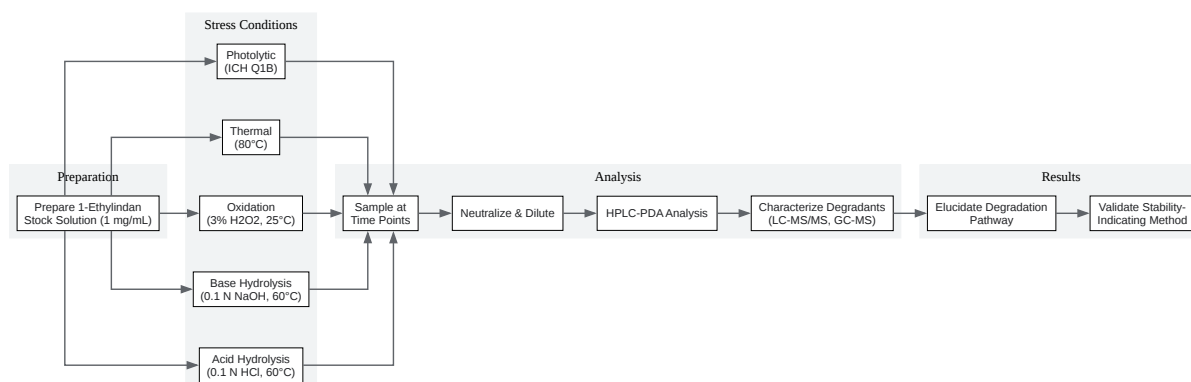 Stress Conditions
Photolytic
(ICH Q1B)
Thermal
(80°C)
Preparation
Prepare 1-Ethylindan
Stock Solution (1 mg/mL)
Oxidation
(3% H2O2, 25°C)
Base Hydrolysis
(0.1 N NaOH, 60°C)
Acid Hydrolysis
(0.1 N HCl, 60°C)
Analysis
Sample at
Time Points
Neutralize & Dilute
HPLC-PDA Analysis
Characterize Degradants
(LC-MS/MS, GC-MS)
Results
Elucidate Degradation
Pathway
Validate Stability-
Indicating Method